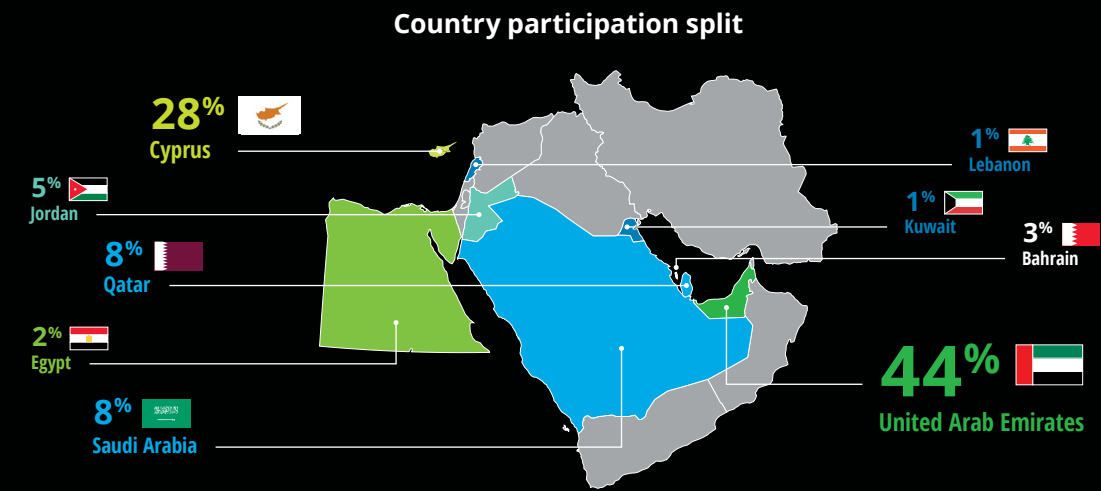 Country participation split
28%
Cyprus
5%
Jordan
8%
Qatar
2%
Egypt
8%
Saudi Arabia
1%
Lebanon
1%
Kuwait
3%
Bahrain
44%
United Arab Emirates